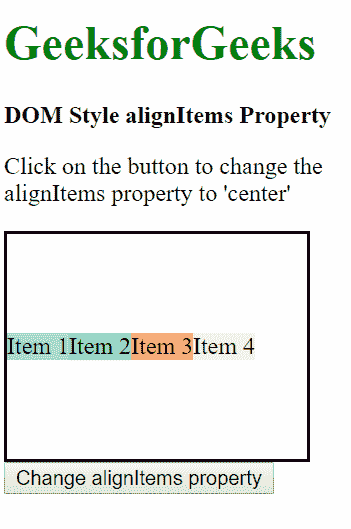 GeeksforGeeks
DOM Style alignItems Property
Click on the button to change the
alignItems property to 'center'
Item 1Item 2Item 3Item 4
Change alignItems property